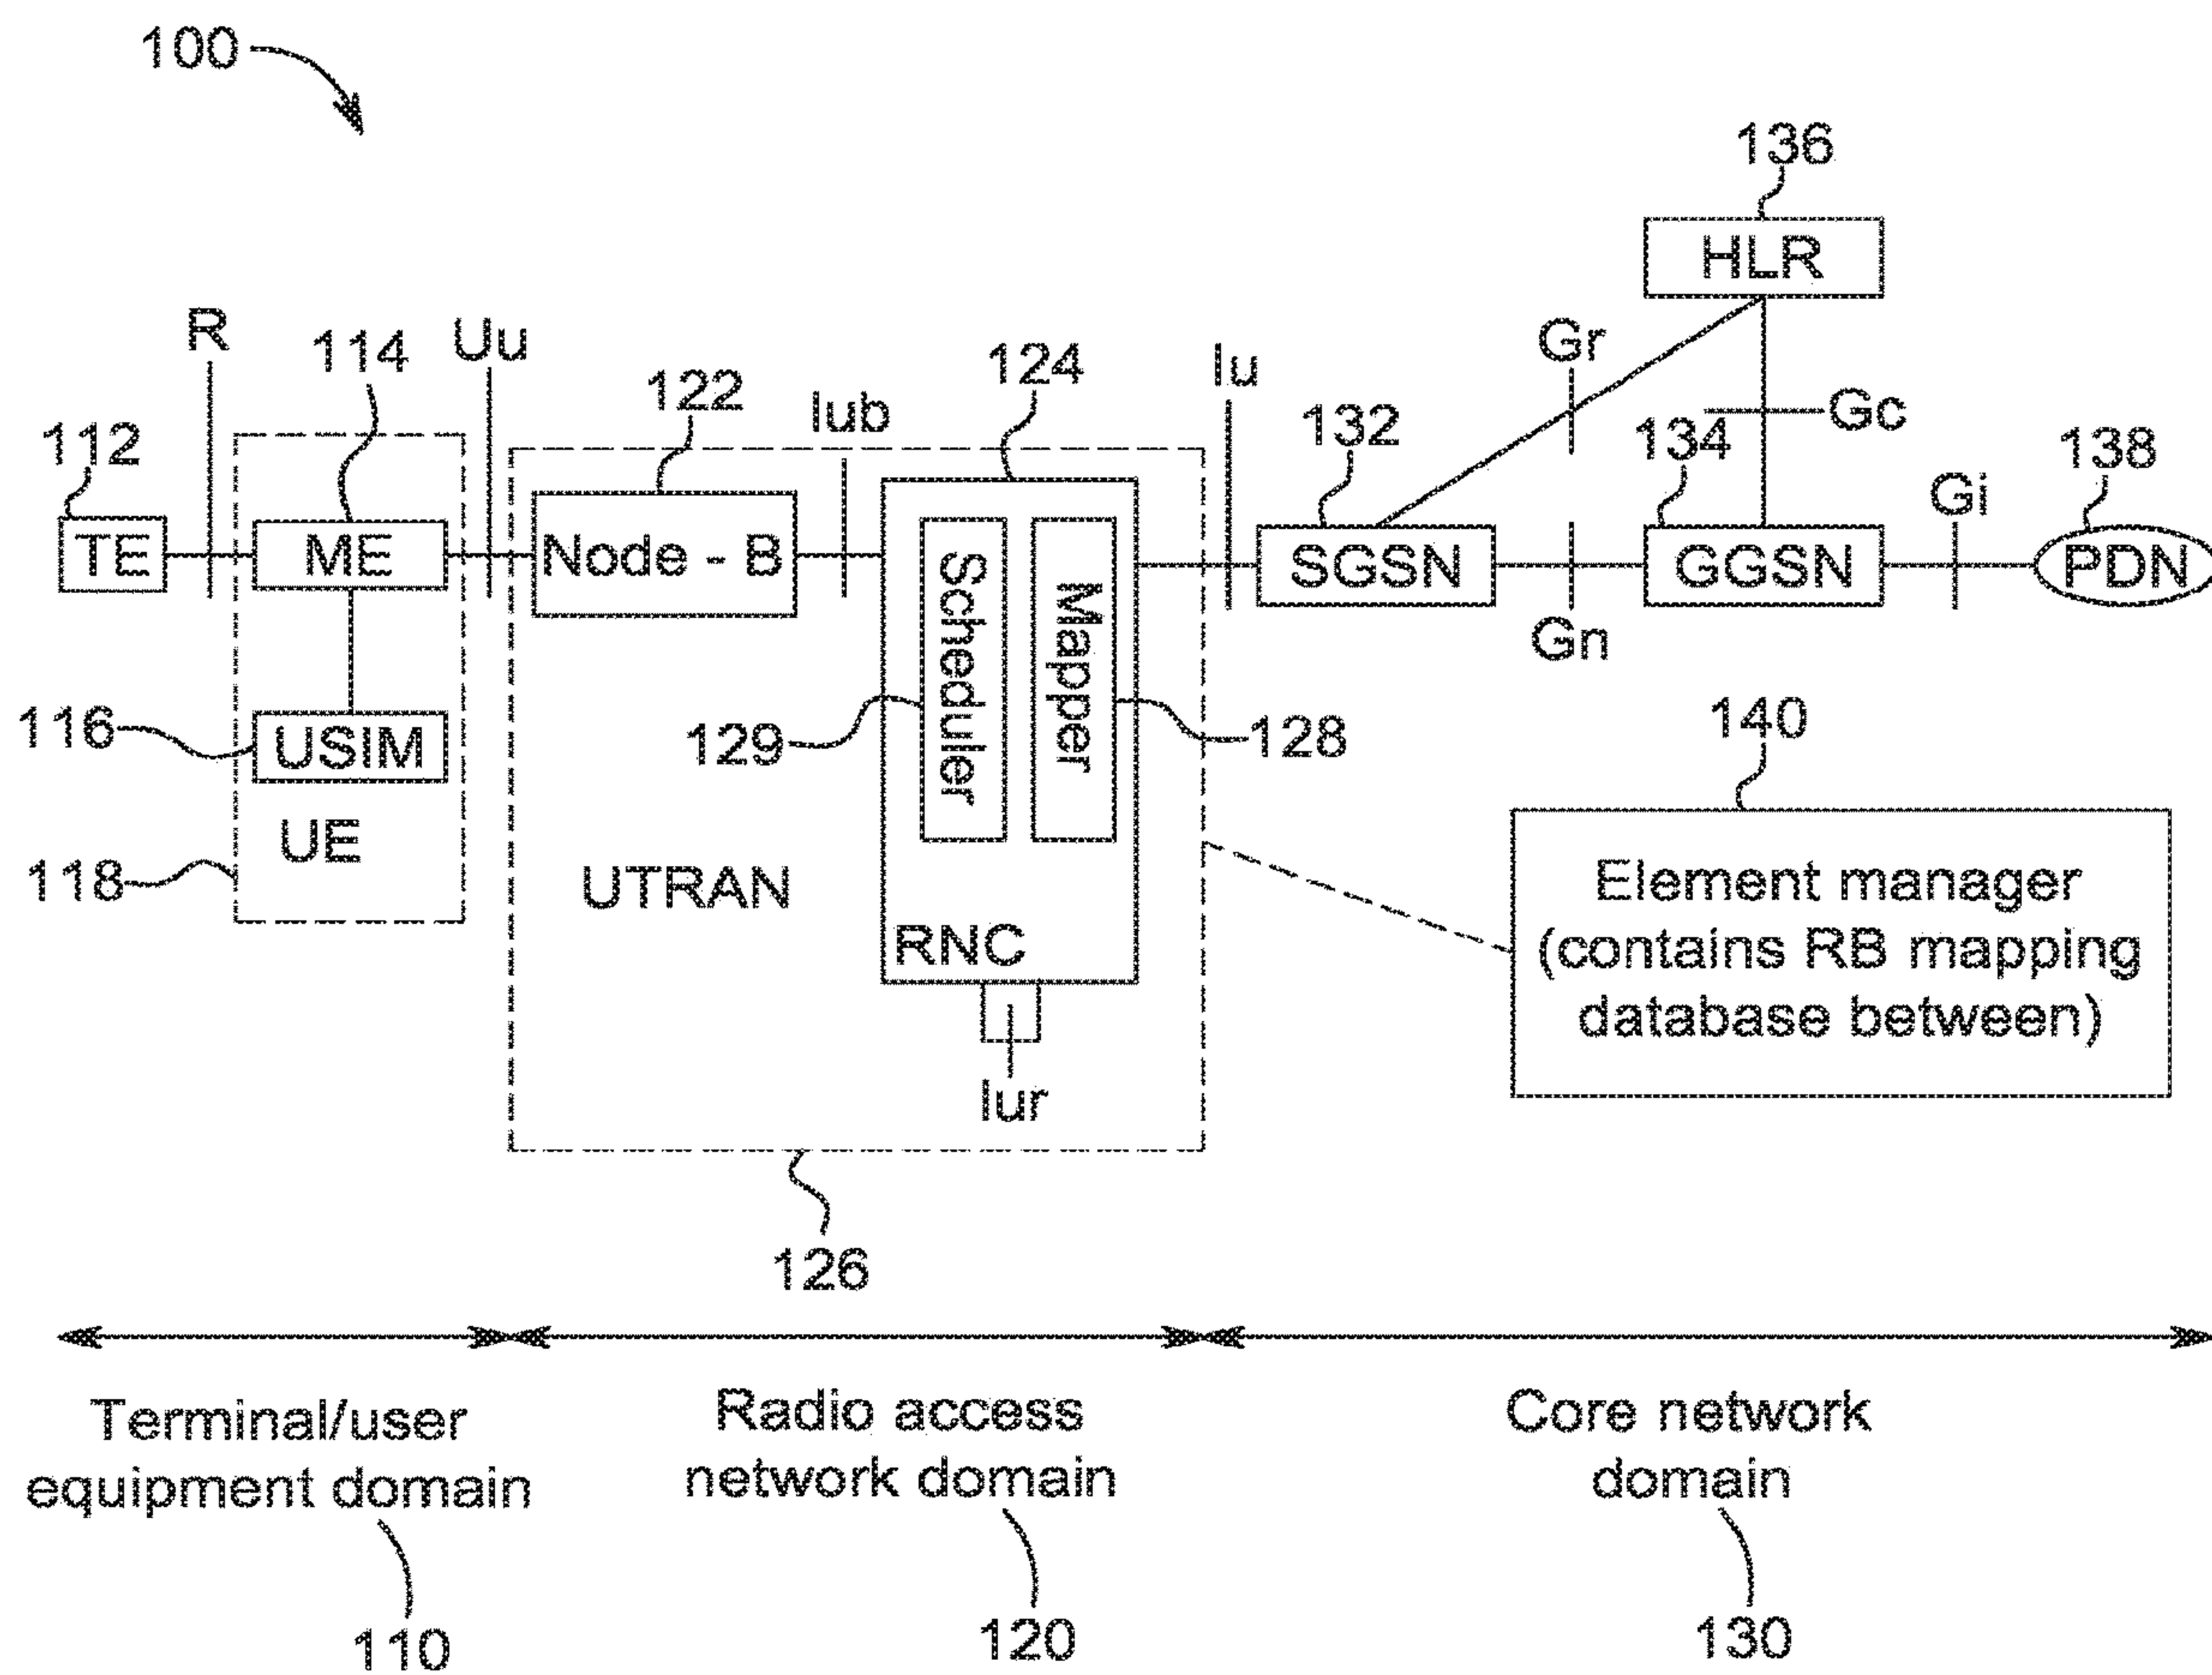 100
136
HLR
R
114
Uu
122
Iub
124
Iu
Gr
Gc
112
132
134
138
Gi
TE
ME
Node - B
Scheduler
Mapper
SGSN
GGSN
PDN
Gn
116
USIM
129
128
140
UE
118
UTRAN
RNC
Iur
Element manager
(contains RB mapping
database between)
126
Terminal/user
equipment domain
Radio access
network domain
Core network
domain
110
120
130